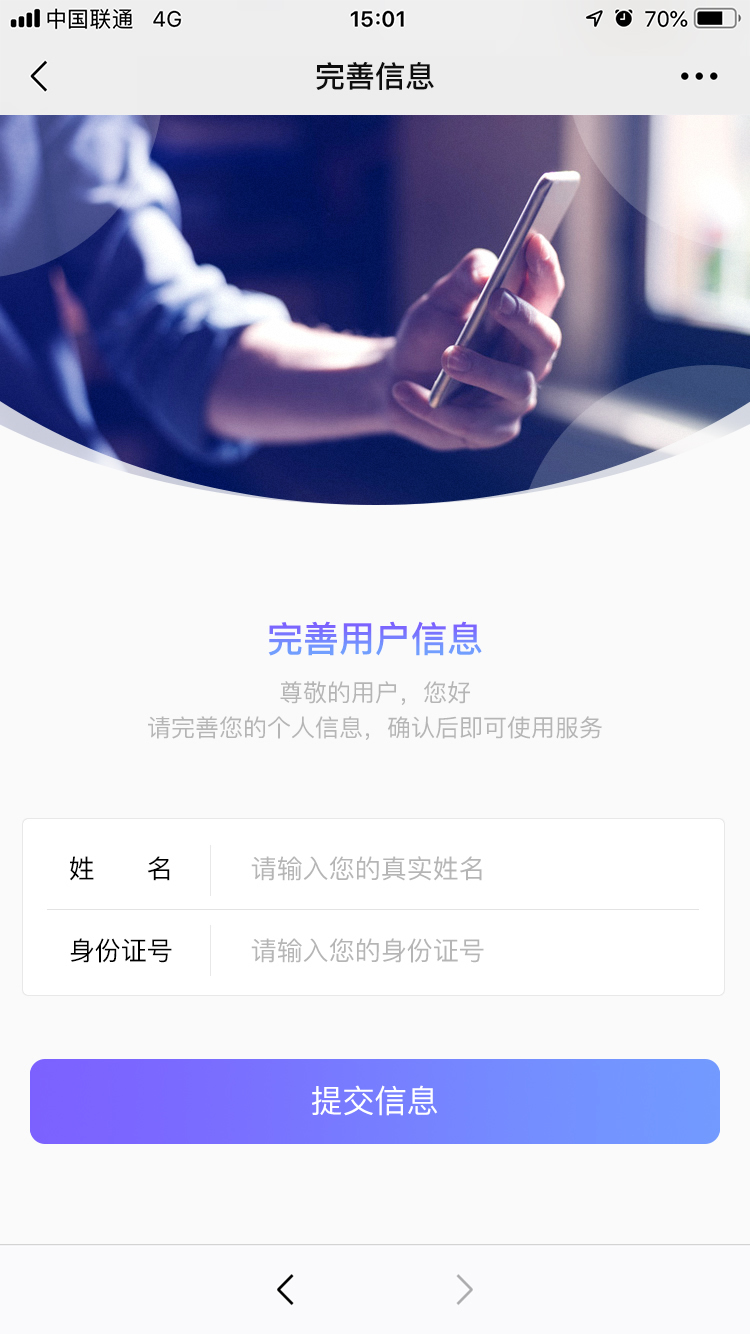 中国联通 4G 15:01 70%
完善信息
完善用户信息
尊敬的用户，您好
请完善您的个人信息，确认后即可使用服务
姓 名 请输入您的真实姓名
身份证号 请输入您的身份证号
提交信息